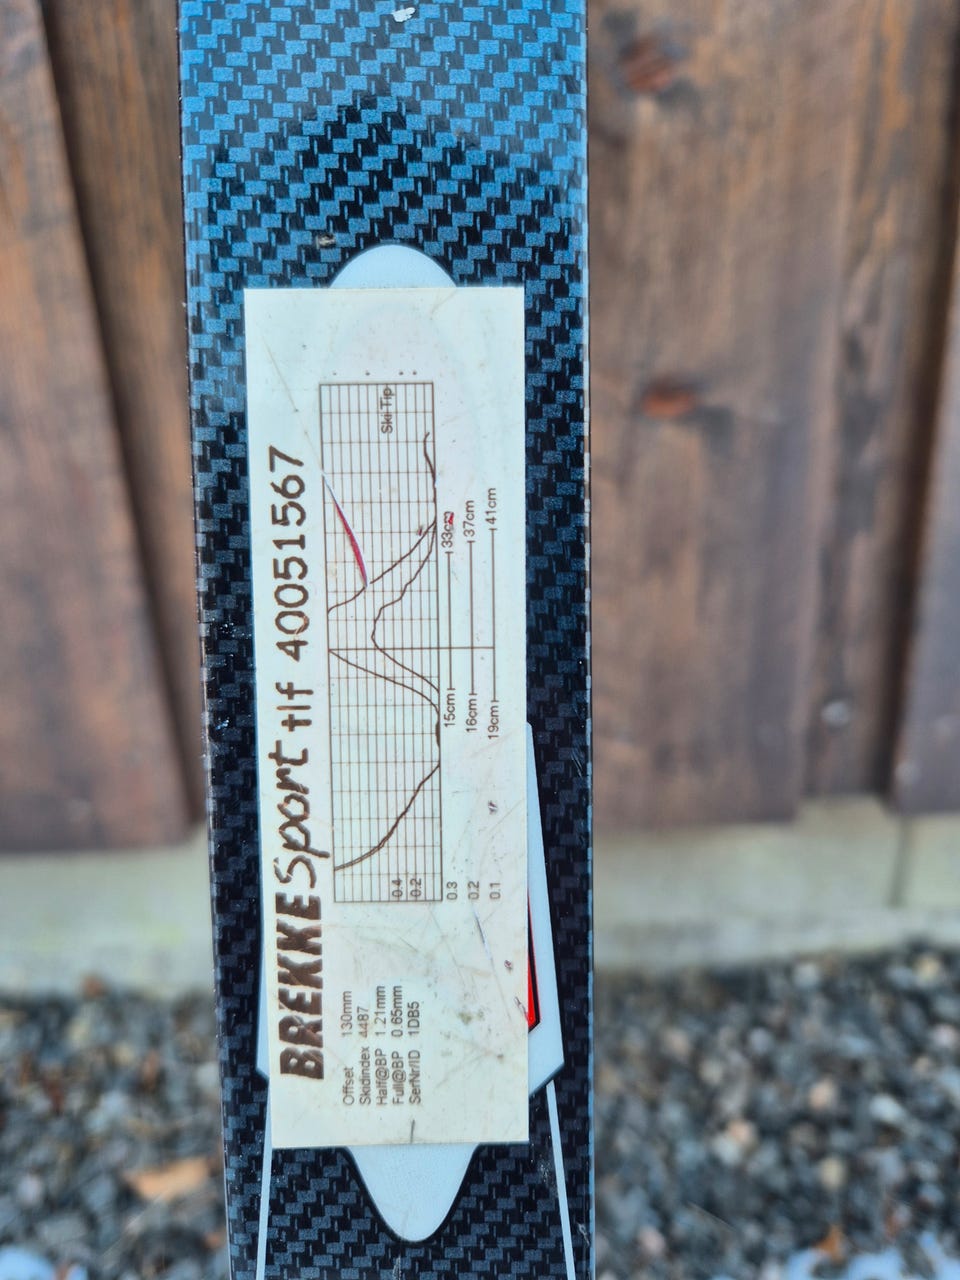 BREKKE Sport tlf 40051567
Offset 130mm
Skidindex 4487
Half@BP 1.21mm
Full@BP 0.65mm
SerNr/ID 1DB5
Ski Tip
0.4
0.2
0.3 15cm 33cm
0.2 16cm 37cm
0.1 19cm 41cm